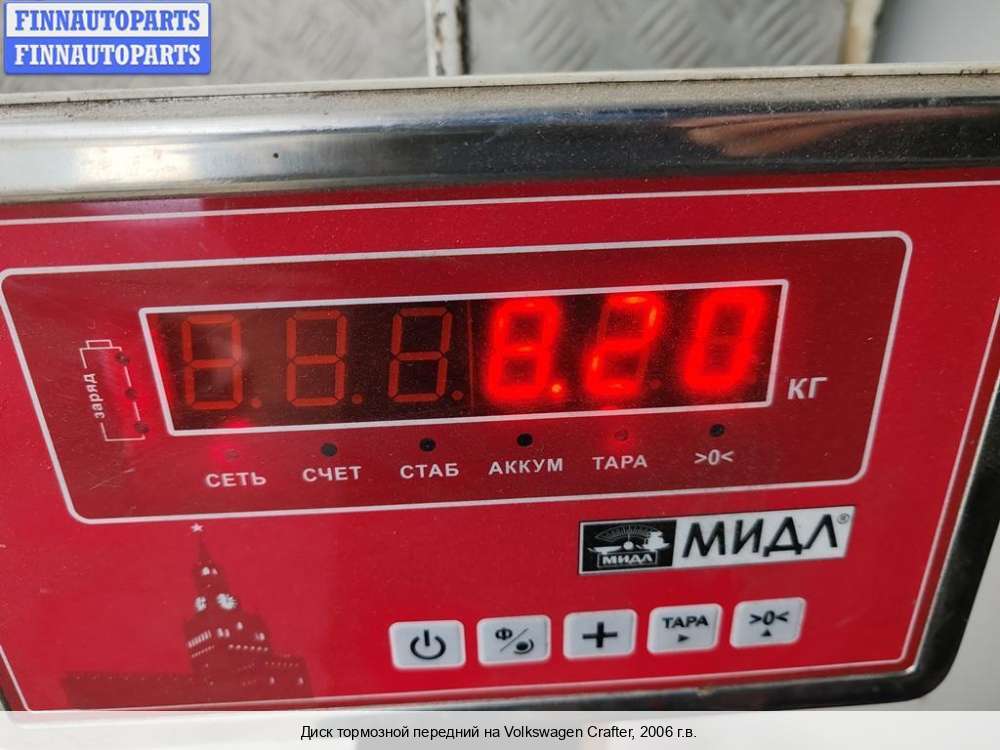 FINNAUTOPARTS
FINNAUTOPARTS
8.20
КГ
заряд
СЕТЬ СЧЕТ СТАБ АККУМ ТАРА >0<
МИДЛ МИДЛ®
Ф ТАРА >0<
Диск тормозной передний на Volkswagen Crafter, 2006 г.в.